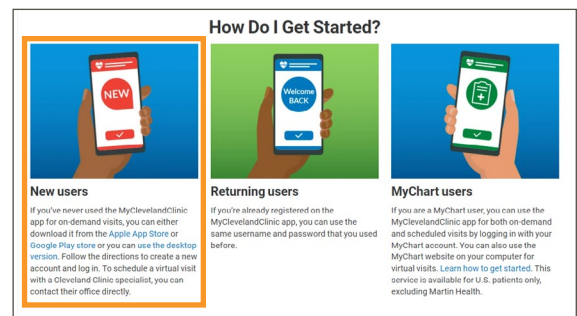 How Do I Get Started?
NEW
Welcome
BACK
New users
If you've never used the MyClevelandClinic
app for on-demand visits, you can either
download it from the Apple App Store or
Google Play store or you can use the desktop
version. Follow the directions to create a new
account and log in. To schedule a virtual visit
with a Cleveland Clinic specialist, you can
contact their office directly.
Returning users
If you're already registered on the
MyClevelandClinic app, you can use the
same username and password that you used
before.
MyChart users
If you are a MyChart user, you can use the
MyClevelandClinic app for both on-demand
and scheduled visits by logging in with your
MyChart account. You can also use the
MyChart website on your computer for
virtual visits. Learn how to get started. This
service is available for U.S. patients only,
excluding Martin Health.